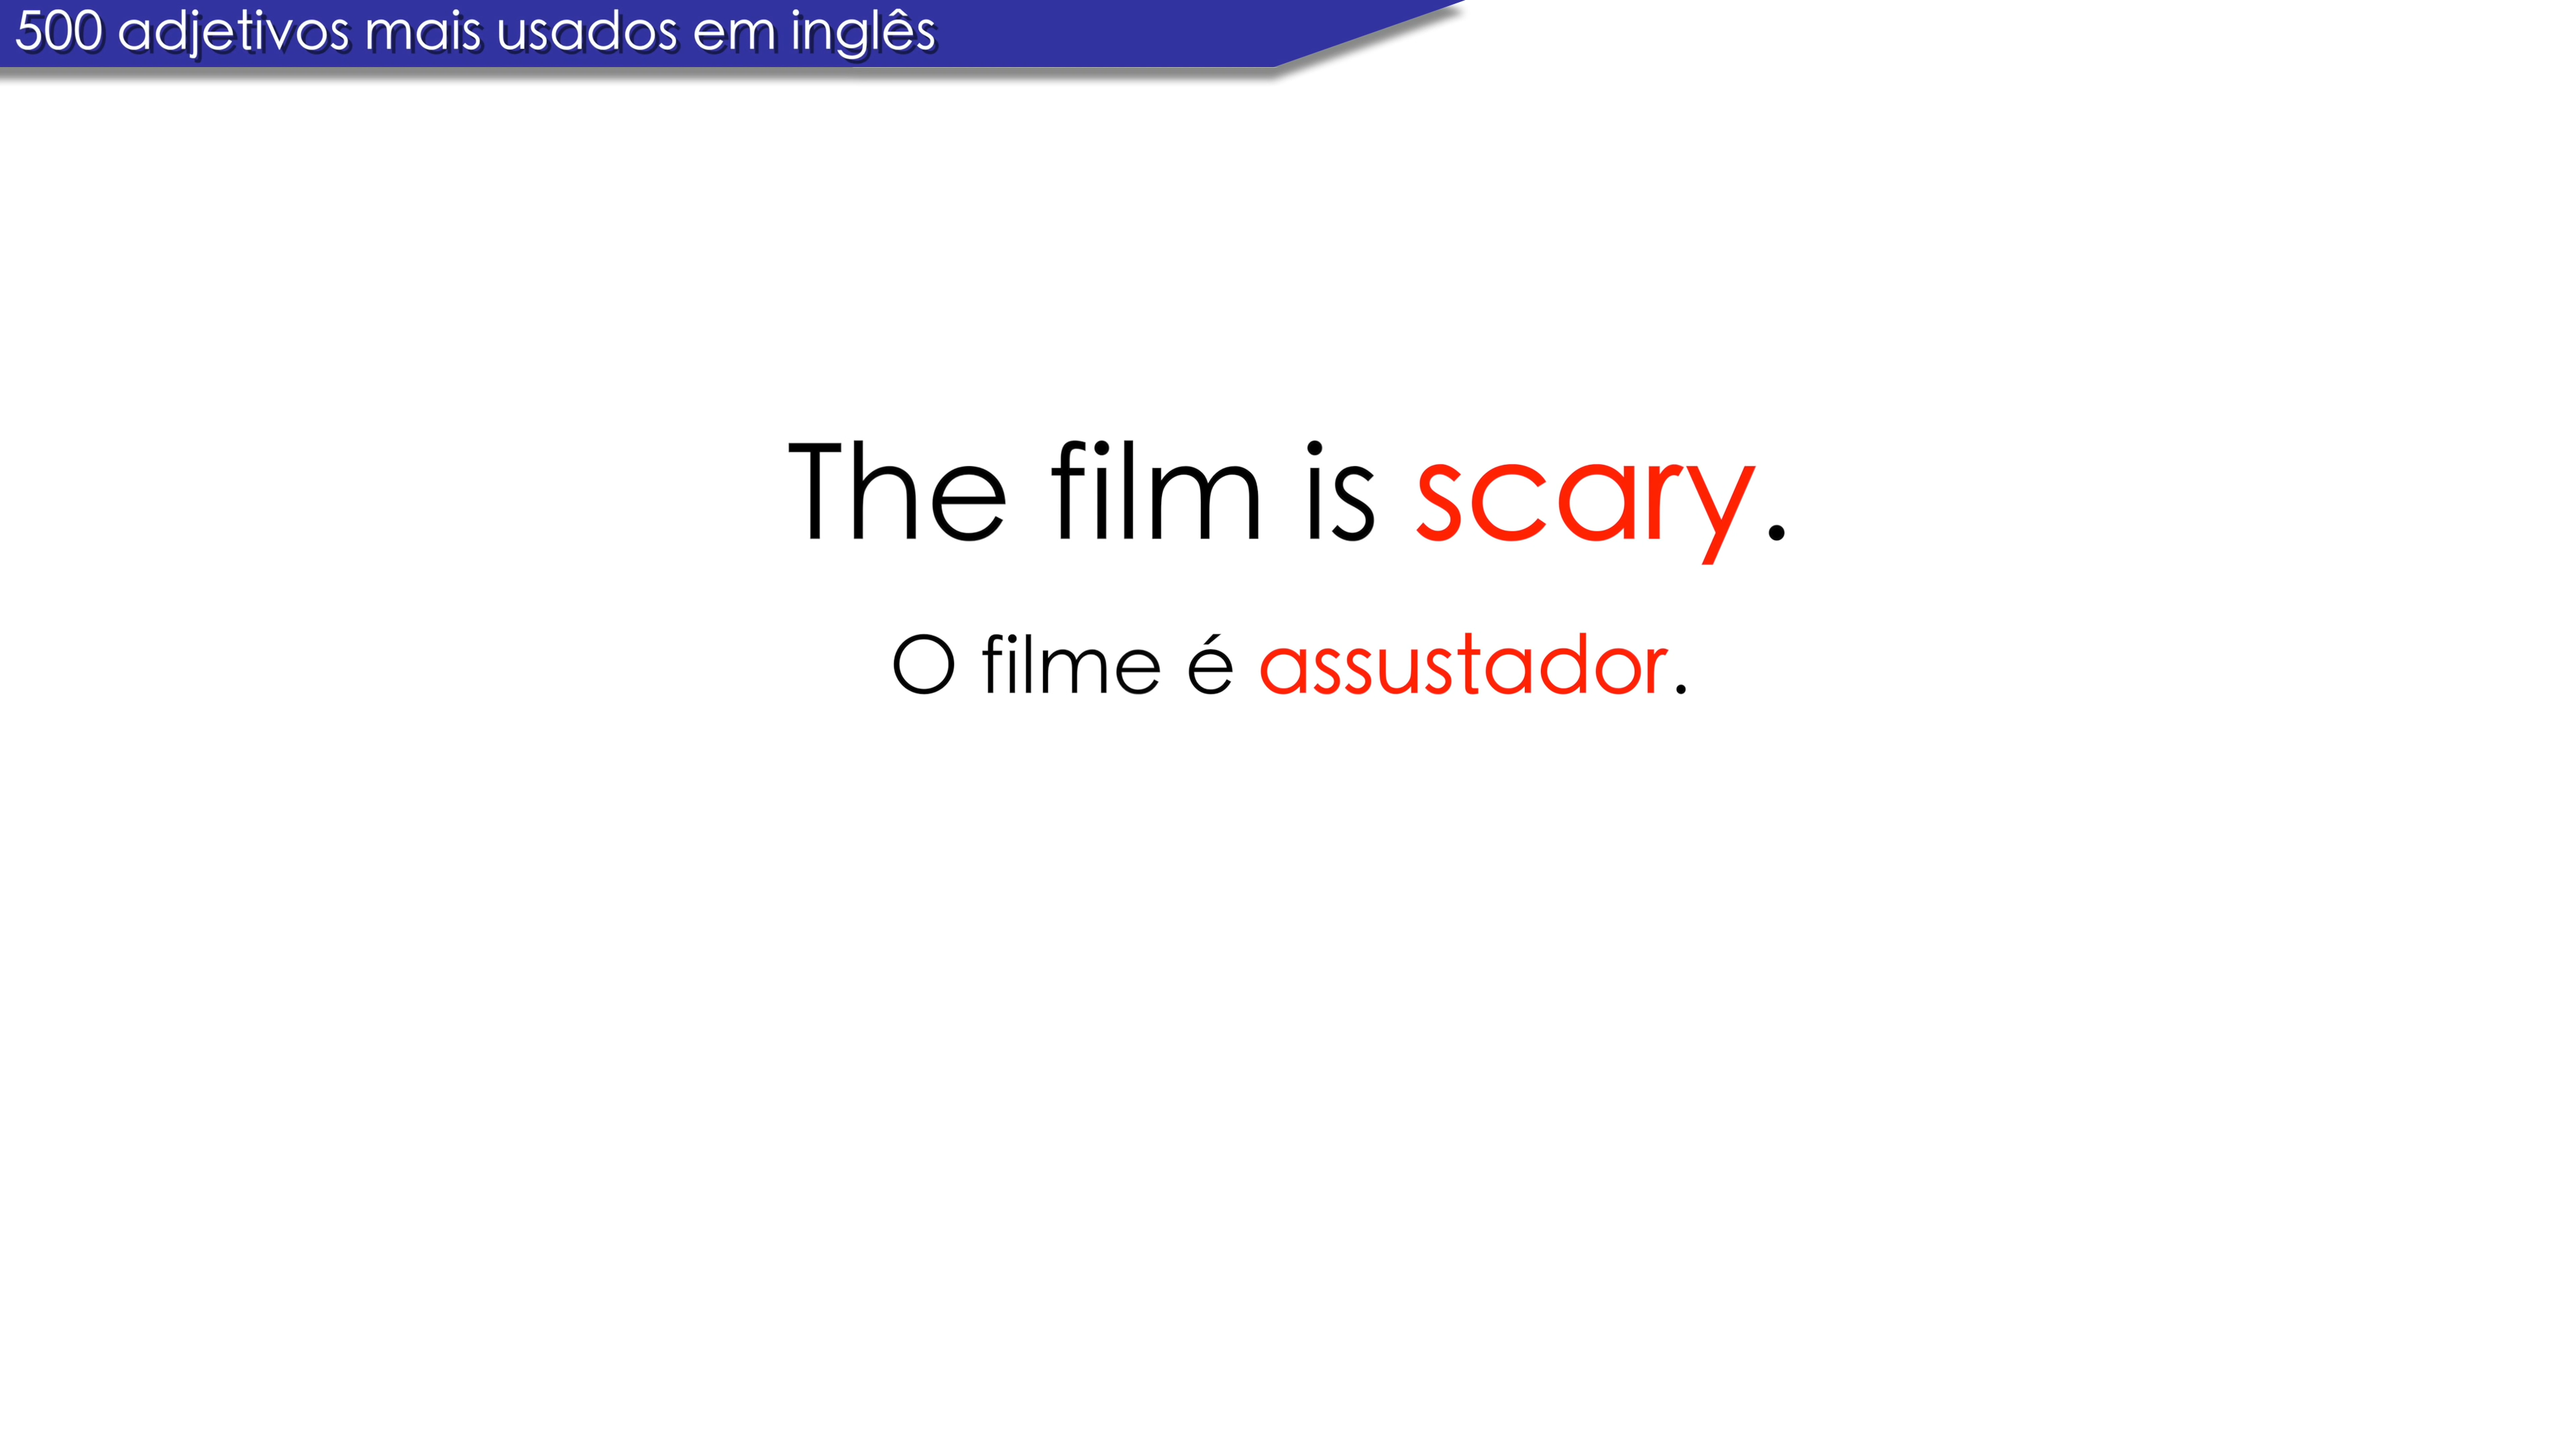 500 adjetivos mais usados em inglês
The film is scary.
O filme é assustador.